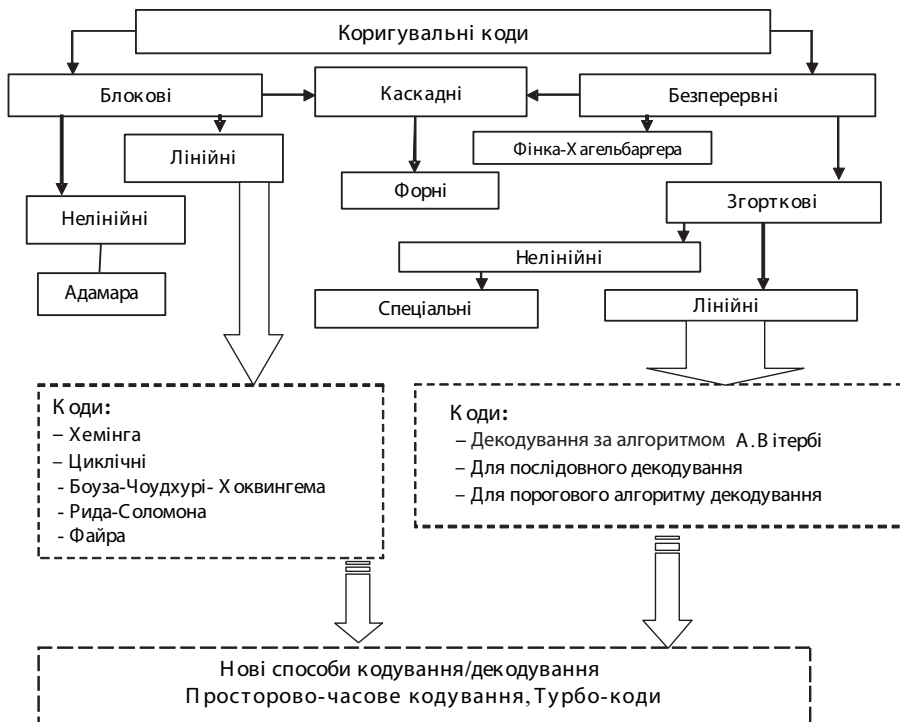 Коригувальні коди
Блокові
Каскадні
Безперервні
Лінійні
Фінка-Хагельбаргера
Форні
Згорткові
Нелінійні
Нелінійні
Адамара
Спеціальні
Лінійні
Коди:
– Хемінга
– Циклічні
- Боуза-Чоудхурі-Хоквингема
- Рида-Соломона
- Файра
Коди:
– Декодування за алгоритмом А.Вітербі
– Для послідовного декодування
– Для порогового алгоритму декодування
Нові способи кодування/декодування
Просторово-часове кодування, Турбо-коди